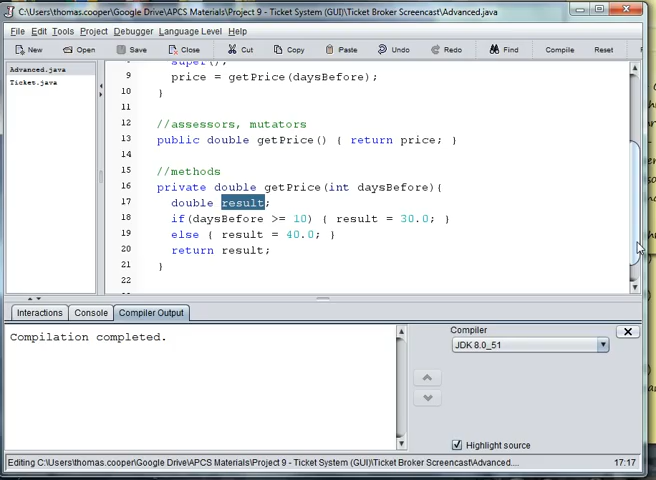 C:\Users\thomas.cooper\Google Drive\APCS Materials\Project 9 - Ticket System (GUI)\Ticket Broker Screencast\Advanced.java
File Edit Tools Project Debugger Language Level Help
New Open Save Close Cut Copy Paste Undo Redo Find Compile Reset
Advanced.java
Ticket.java
super();
9 price = getPrice(daysBefore);
10 }
11
12 //assessors, mutators
13 public double getPrice() { return price; }
14
15 //methods
16 private double getPrice(int daysBefore){
17 double result;
18 if(daysBefore >= 10) { result = 30.0; }
19 else { result = 40.0; }
20 return result;
21 }
22
Interactions Console Compiler Output
Compilation completed.
Compiler
JDK 8.0_51
Highlight source
Editing C:\Users\thomas.cooper\Google Drive\APCS Materials\Project 9 - Ticket System (GUI)\Ticket Broker Screencast\Advanced.... 17:17